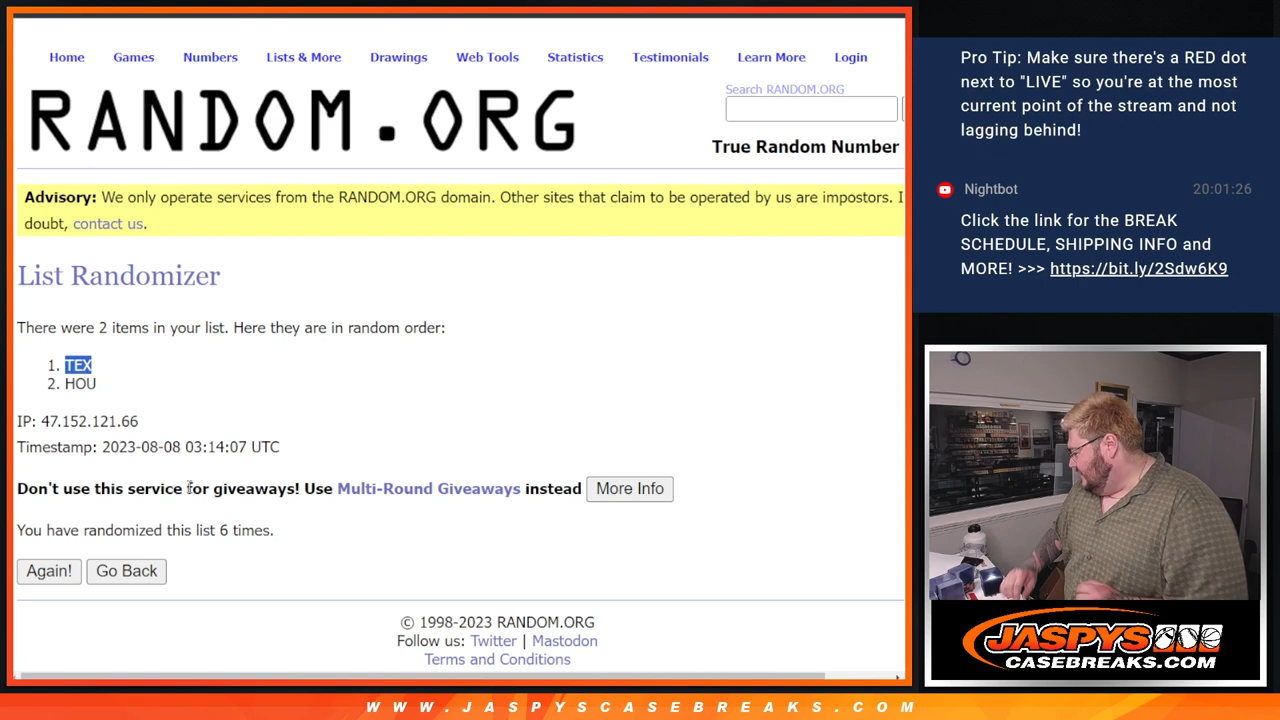 Home Games Numbers Lists & More Drawings Web Tools Statistics Testimonials Learn More Login
RANDOM.ORG
Search RANDOM.ORG
True Random Number
Advisory: We only operate services from the RANDOM.ORG domain. Other sites that claim to be operated by us are impostors. I
doubt, contact us.
List Randomizer
There were 2 items in your list. Here they are in random order:
1. TEX
2. HOU
IP: 47.152.121.66
Timestamp: 2023-08-08 03:14:07 UTC
Don't use this service for giveaways! Use Multi-Round Giveaways instead More Info
You have randomized this list 6 times.
Again! Go Back
© 1998-2023 RANDOM.ORG
Follow us: Twitter | Mastodon
Terms and Conditions
Pro Tip: Make sure there's a RED dot
next to "LIVE" so you're at the most
current point of the stream and not
lagging behind!
Nightbot 20:01:26
Click the link for the BREAK
SCHEDULE, SHIPPING INFO and
MORE! >>> https://bit.ly/2Sdw6K9
JASPYS
CASEBREAKS.COM
WWW.JASPYSCASEBREAKS.COM